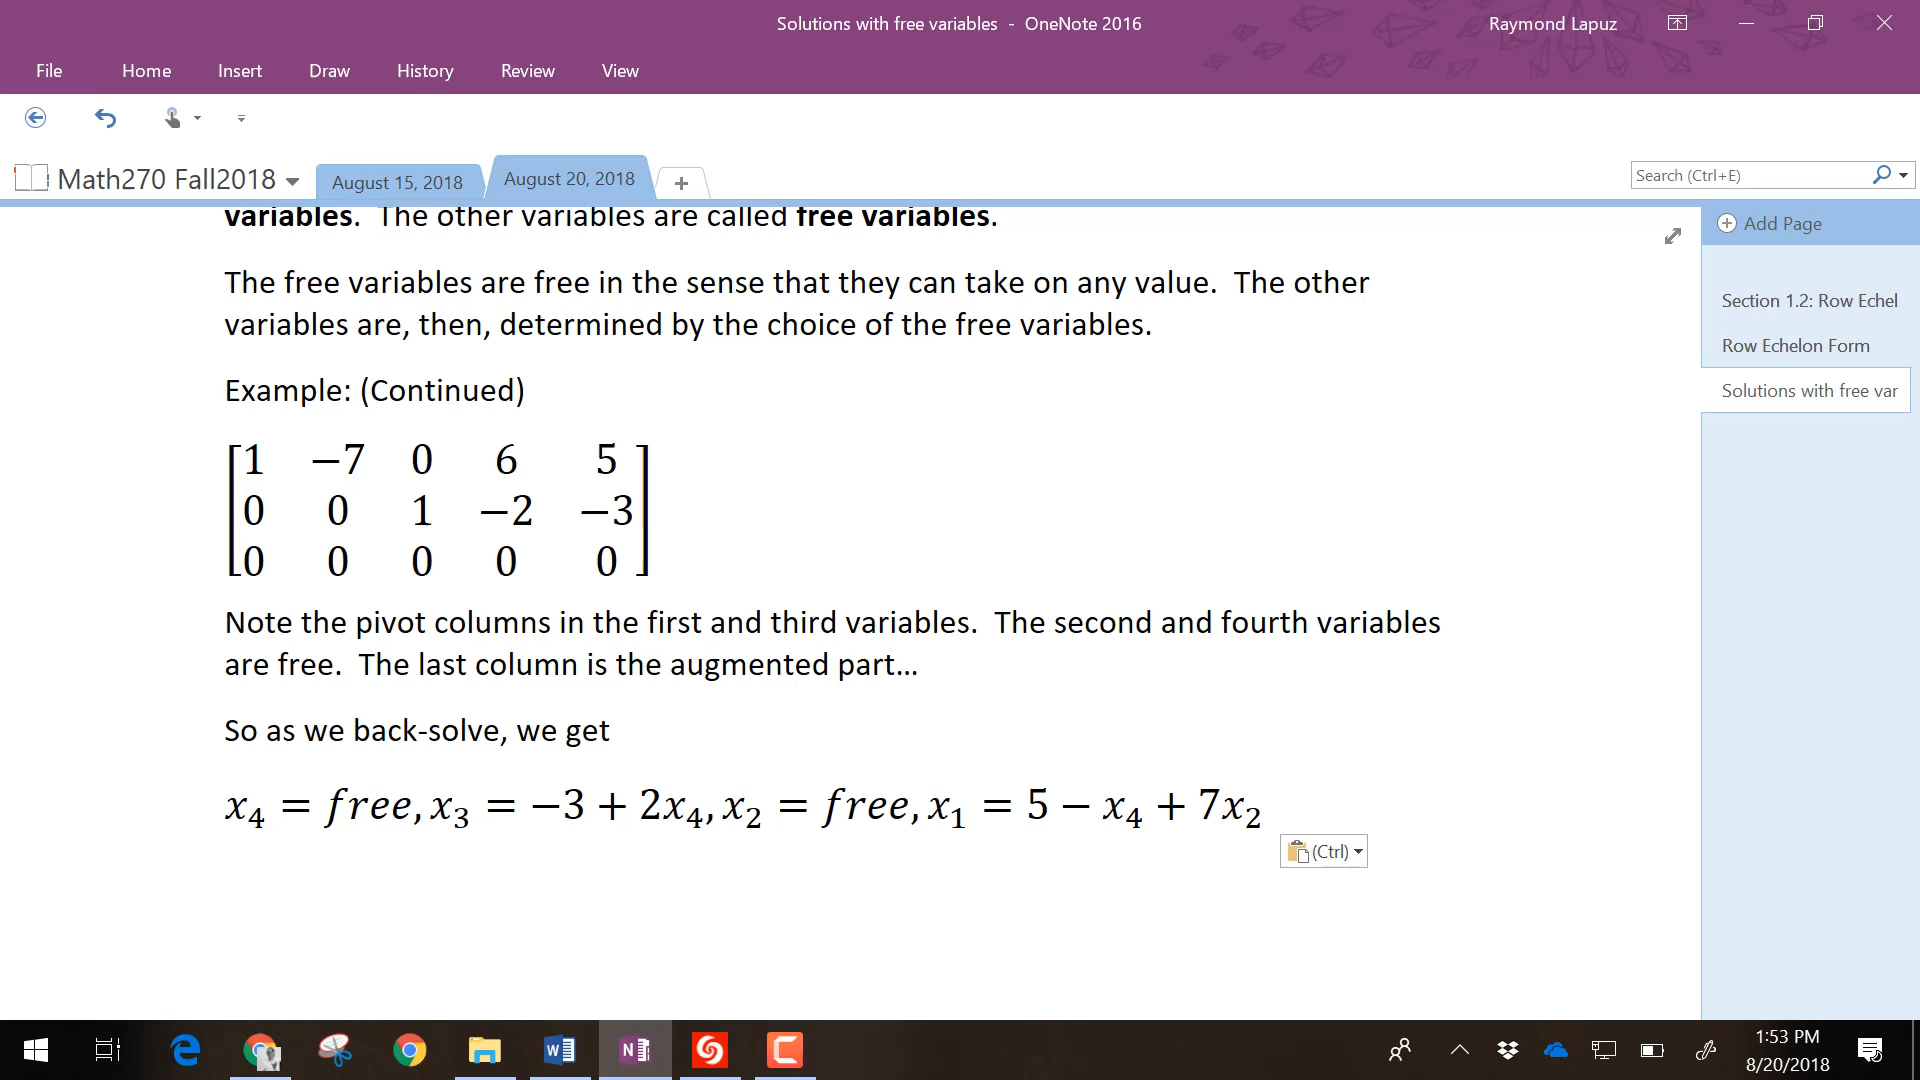 Solutions with free variables - OneNote 2016
Raymond Lapuz
File Home Insert Draw History Review View
Math270 Fall2018
August 15, 2018
August 20, 2018
+
Search (Ctrl+E)
variables. The other variables are called free variables.
The free variables are free in the sense that they can take on any value. The other
variables are, then, determined by the choice of the free variables.
Example: (Continued)
[1 −7 0 6 5]
[0 0 1 −2 −3]
[0 0 0 0 0]
Note the pivot columns in the first and third variables. The second and fourth variables
are free. The last column is the augmented part...
So as we back-solve, we get
x₄ = free, x₃ = −3 + 2x₄, x₂ = free, x₁ = 5 − x₄ + 7x₂
(Ctrl)
Add Page
Section 1.2: Row Echel
Row Echelon Form
Solutions with free var
1:53 PM
8/20/2018